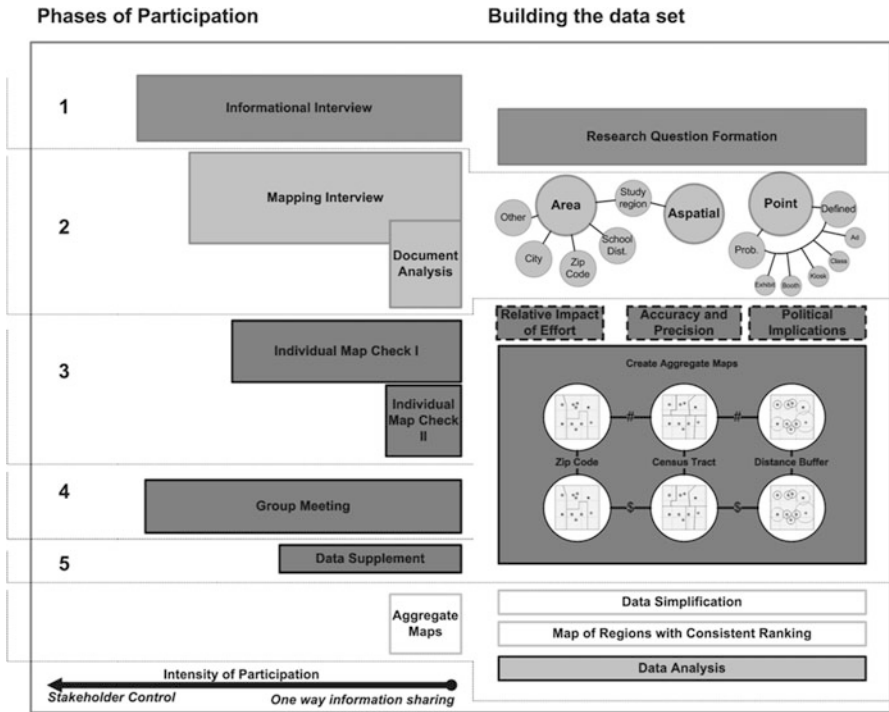 Phases of Participation
Building the data set
1
Informational Interview
Research Question Formation
2
Mapping Interview
Document
Analysis
Other
Area
Study
region
Aspatial
City
Zip
Code
School
Dist.
Point
Defined
Prob.
Ad
Class
Kiosk
Booth
Exhibit
3
Individual Map Check I
Individual
Map Check
II
Relative Impact
of Effort
Accuracy and
Precision
Political
Implications
Create Aggregate Maps
#
#
Zip Code
Census Tract
Distance Buffer
$
$
4
Group Meeting
5
Data Supplement
Aggregate
Maps
Data Simplification
Map of Regions with Consistent Ranking
Data Analysis
Intensity of Participation
Stakeholder Control
One way information sharing